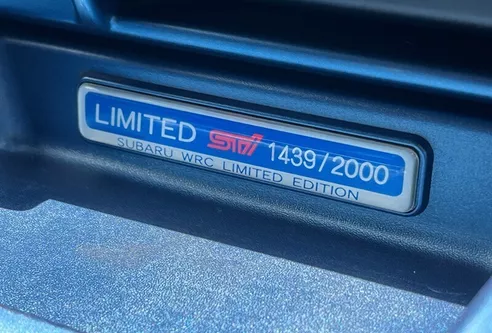 LIMITED STi 1439/2000
SUBARU WRC LIMITED EDITION